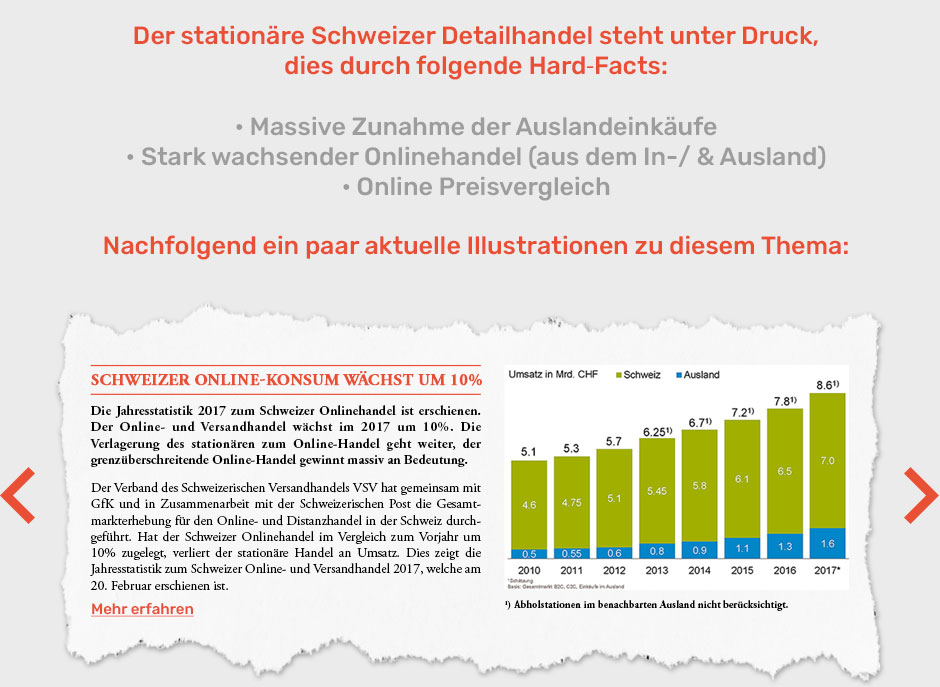 Der stationäre Schweizer Detailhandel steht unter Druck,
dies durch folgende Hard-Facts:
• Massive Zunahme der Auslandeinkäufe
• Stark wachsender Onlinehandel (aus dem In-/ & Ausland)
• Online Preisvergleich
Nachfolgend ein paar aktuelle Illustrationen zu diesem Thema:
SCHWEIZER ONLINE-KONSUM WÄCHST UM 10%
Die Jahresstatistik 2017 zum Schweizer Onlinehandel ist erschienen.
Der Online- und Versandhandel wächst im 2017 um 10%. Die
Verlagerung des stationären zum Online-Handel geht weiter, der
grenzüberschreitende Online-Handel gewinnt massiv an Bedeutung.
Der Verband des Schweizerischen Versandhandels VSV hat gemeinsam mit
GfK und in Zusammenarbeit mit der Schweizerischen Post die Gesamt-
markterhebung für den Online- und Distanzhandel in der Schweiz durch-
geführt. Hat der Schweizer Onlinehandel im Vergleich zum Vorjahr um
10% zugelegt, verliert der stationäre Handel an Umsatz. Dies zeigt die
Jahresstatistik zum Schweizer Online- und Versandhandel 2017, welche am
20. Februar erschienen ist.
Mehr erfahren
Umsatz in Mrd. CHF Schweiz Ausland
5.1 5.3 5.7 6.25¹⁾ 6.7¹⁾ 7.2¹⁾ 7.8¹⁾ 8.6¹⁾
4.6 4.75 5.1 5.45 5.8 6.1 6.5 7.0
0.5 0.55 0.6 0.8 0.9 1.1 1.3 1.6
2010 2011 2012 2013 2014 2015 2016 2017*
*Schätzung
Basis: Gesamtmarkt B2C, C2C, Einkäufe im Ausland
¹) Abholstationen im benachbarten Ausland nicht berücksichtigt.